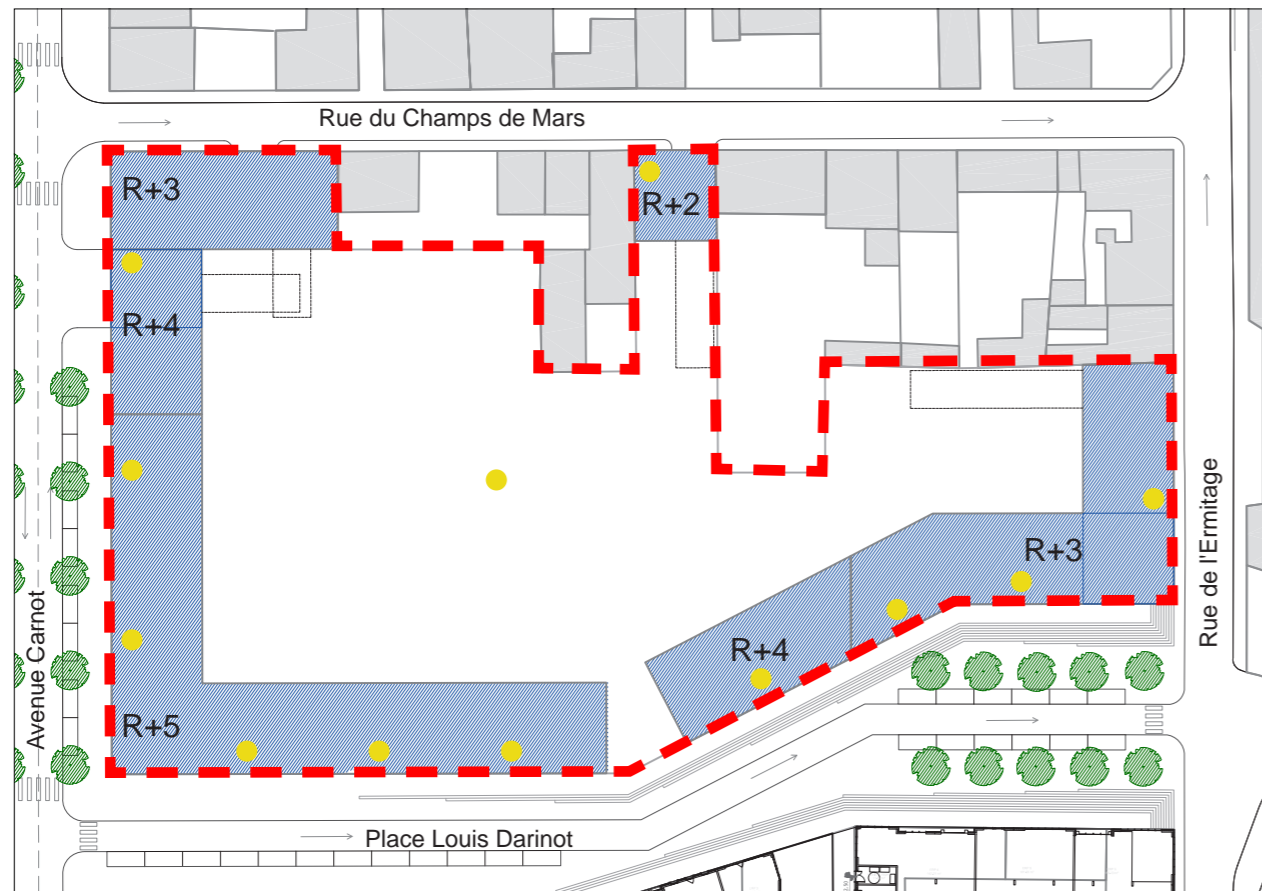 Rue du Champs de Mars
R+3
R+2
R+4
Rue de l'Ermitage
R+3
R+4
Avenue Carnot
R+5
Place Louis Darinot